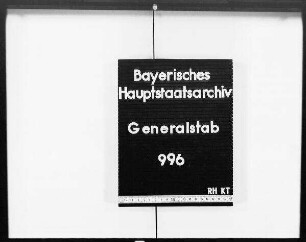 Bayerisches
Hauptstaatsarchiv
Generalstab
996
RH KT